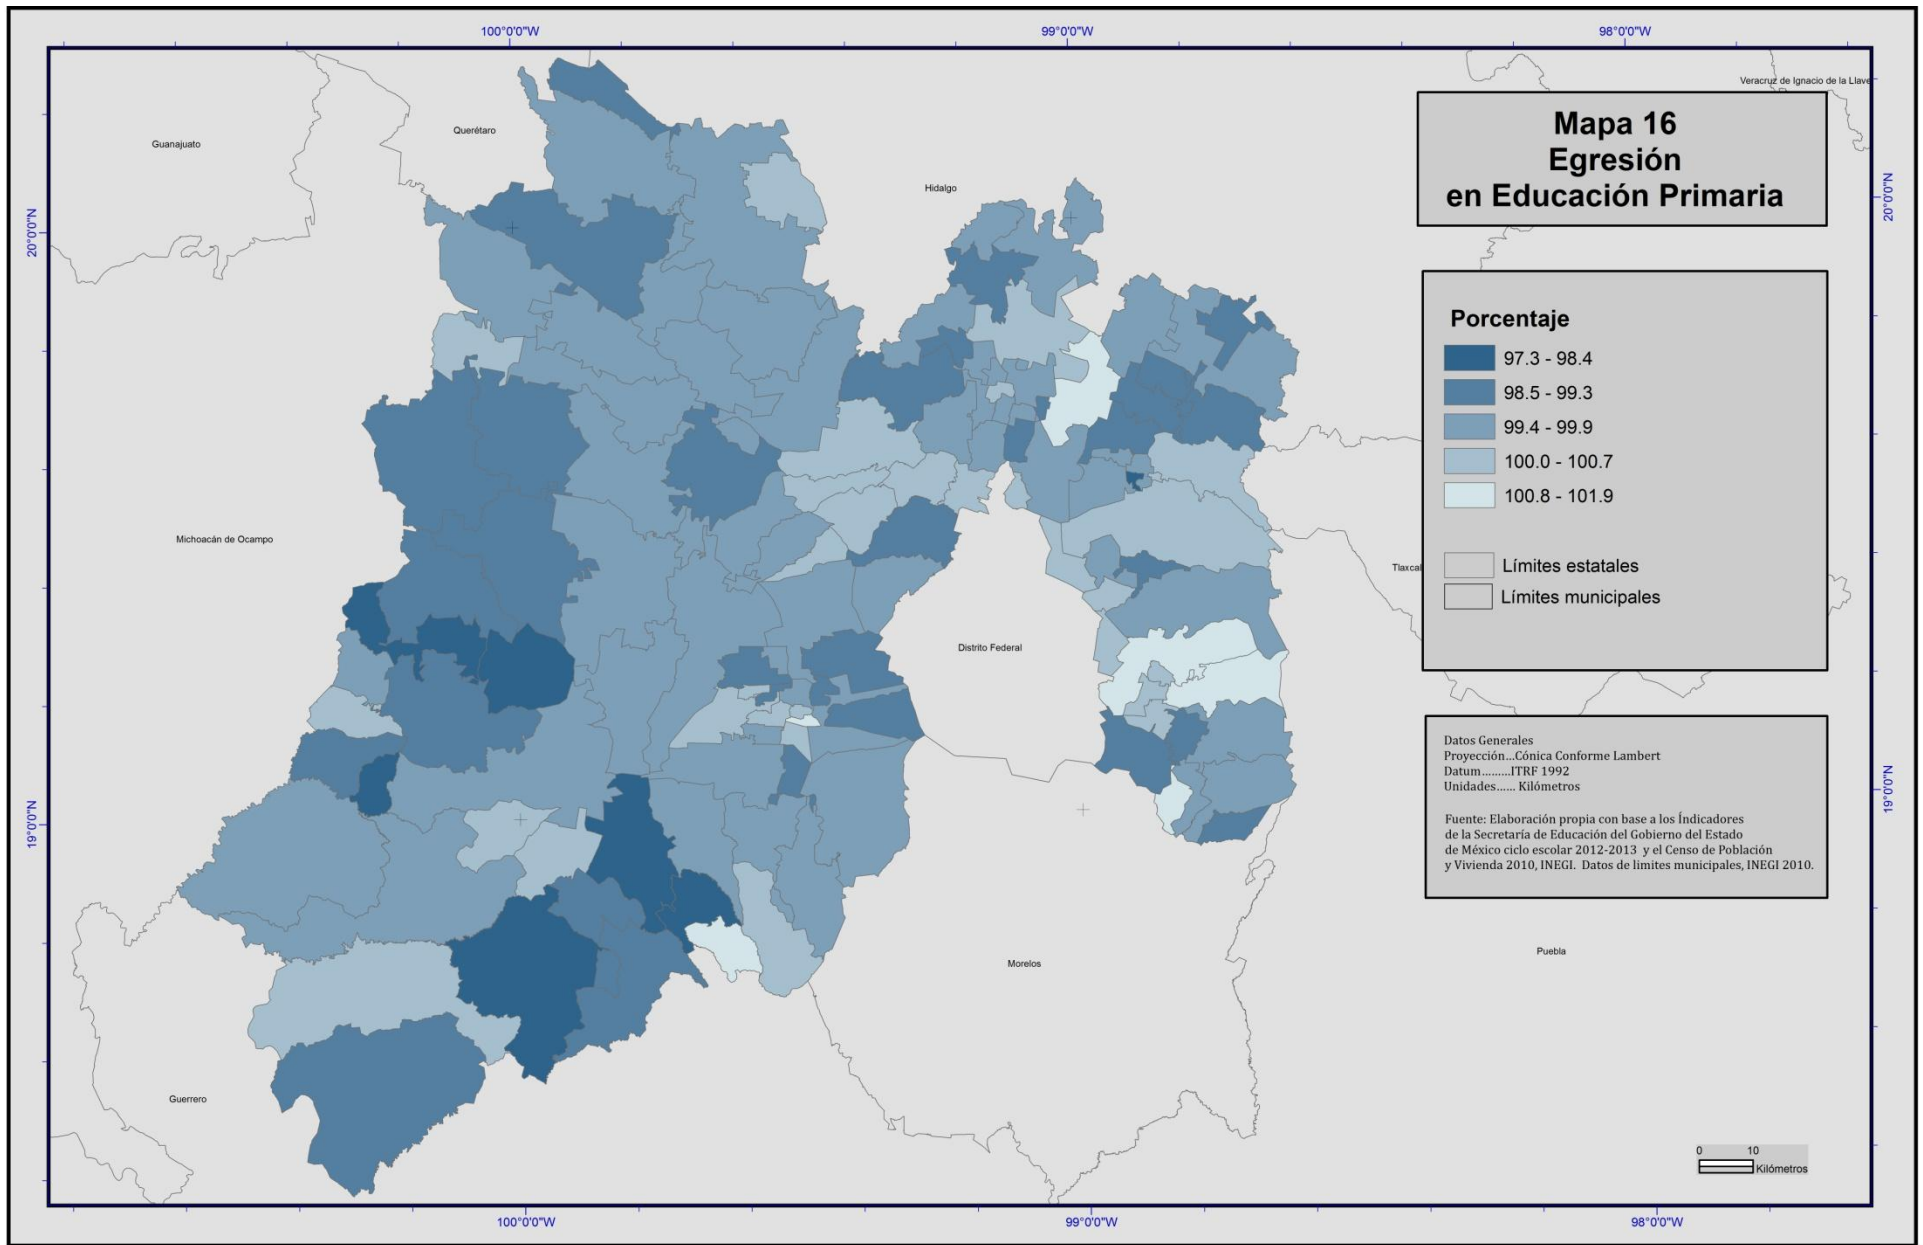 100°0'0"W
99°0'0"W
98°0'0"W
Veracruz de Ignacio de la Llave
Mapa 16
Egresión
en Educación Primaria
Guanajuato
Querétaro
Hidalgo
20°0'0"N
20°0'0"N
Porcentaje
97.3 - 98.4
98.5 - 99.3
99.4 - 99.9
100.0 - 100.7
100.8 - 101.9
Límites estatales
Límites municipales
Michoacán de Ocampo
Tlaxcal
Distrito Federal
Datos Generales
Proyección...Cónica Conforme Lambert
Datum.........ITRF 1992
Unidades...... Kilómetros
Fuente: Elaboración propia con base a los Índicadores
de la Secretaría de Educación del Gobierno del Estado
de México ciclo escolar 2012-2013 y el Censo de Población
y Vivienda 2010, INEGI. Datos de limites municipales, INEGI 2010.
19°0'0"N
19°0'0"N
Puebla
Morelos
Guerrero
0 10
Kilómetros
100°0'0"W
99°0'0"W
98°0'0"W